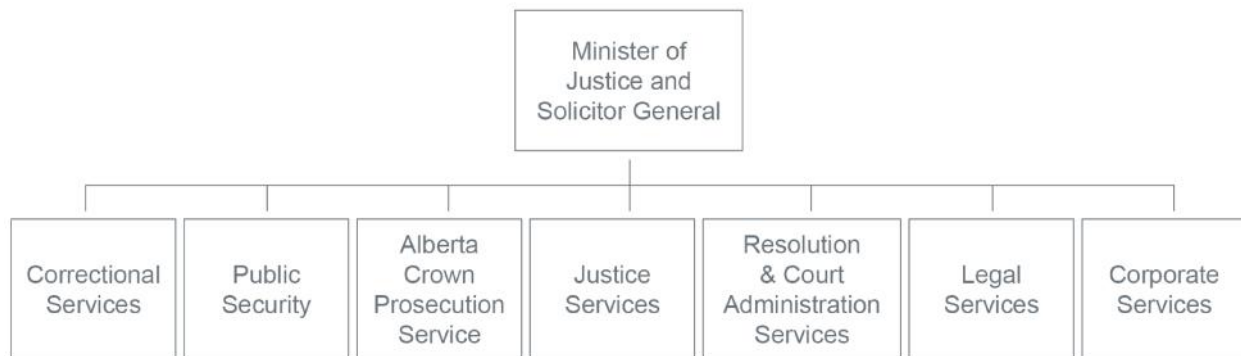 Minister of
Justice and
Solicitor General
Correctional
Services
Public
Security
Alberta
Crown
Prosecution
Service
Justice
Services
Resolution
& Court
Administration
Services
Legal
Services
Corporate
Services